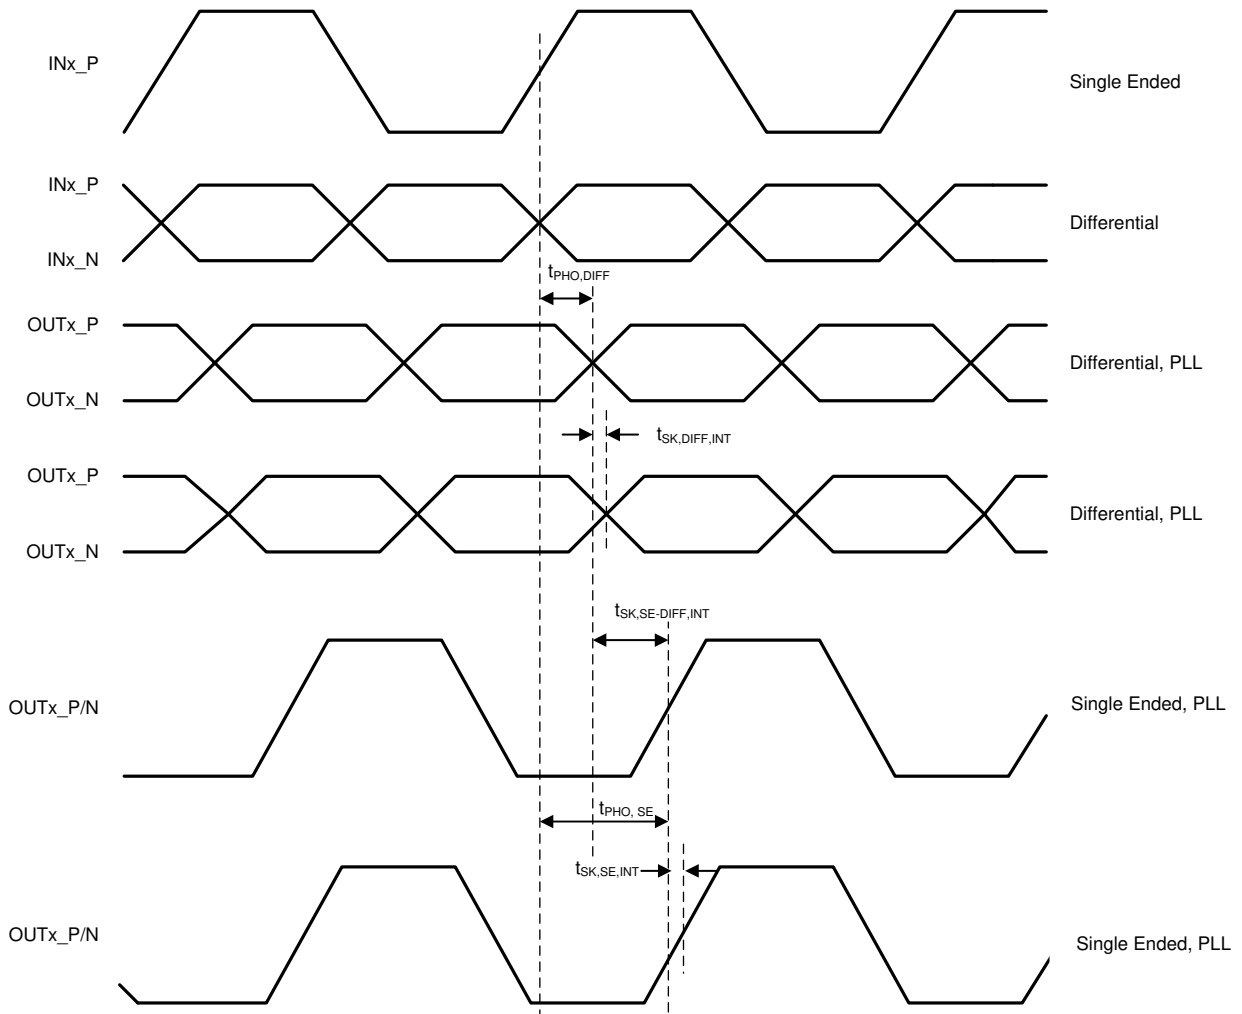 INx_P
Single Ended
INx_P
Differential
INx_N
tPHO,DIFF
OUTx_P
Differential, PLL
OUTx_N
tSK,DIFF,INT
OUTx_P
Differential, PLL
OUTx_N
tSK,SE-DIFF,INT
OUTx_P/N
Single Ended, PLL
tPHO, SE
tSK,SE,INT
OUTx_P/N
Single Ended, PLL